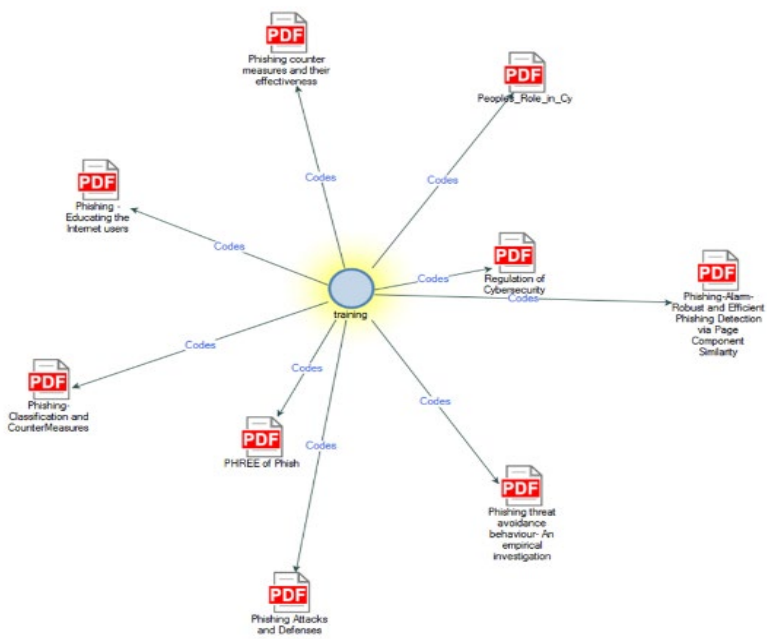 PDF
Phishing counter
measures and their
effectiveness
PDF
Peoples_Role_in_Cy
Codes
Codes
PDF
Phishing -
Educating the
Internet users
Codes
PDF
Regulation of
Cybersecurity
Codes
PDF
Phishing-Alarm-
Robust and Efficient
Phishing Detection
via Page
Component
Similarity
Codes
training
Codes
PDF
Phishing-
Classification and
CounterMeasures
Codes
PDF
PHREE of Phish
Codes
Codes
PDF
Phishing threat
avoidance
behaviour- An
empirical
investigation
PDF
Phishing Attacks
and Defenses